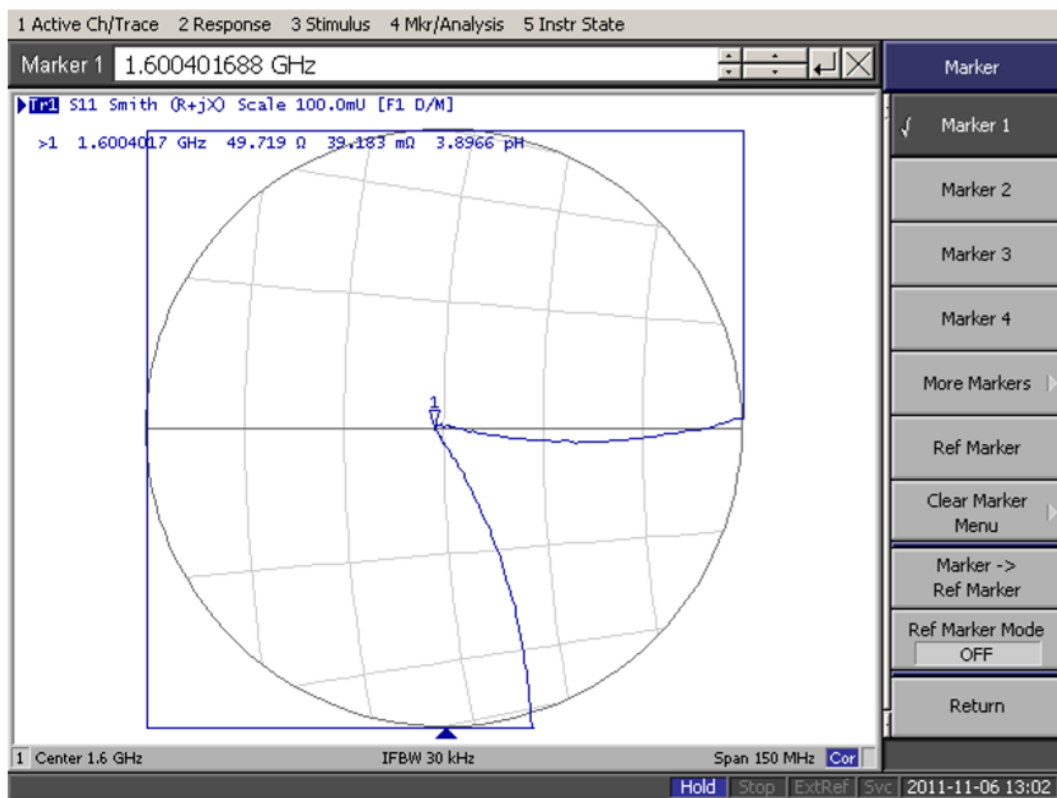 1 Active Ch/Trace 2 Response 3 Stimulus 4 Mkr/Analysis 5 Instr State
Marker 1 1.600401688 GHz
Tr1 S11 Smith (R+jX) Scale 100.0mU [F1 D/M]
>1 1.6004017 GHz 49.719 Ω 39.183 mΩ 3.8966 pH
1
1 Center 1.6 GHz IFBW 30 kHz Span 150 MHz Cor
Marker
√ Marker 1
Marker 2
Marker 3
Marker 4
More Markers
Ref Marker
Clear Marker
Menu
Marker ->
Ref Marker
Ref Marker Mode
OFF
Return
Hold Stop ExtRef Svc 2011-11-06 13:02